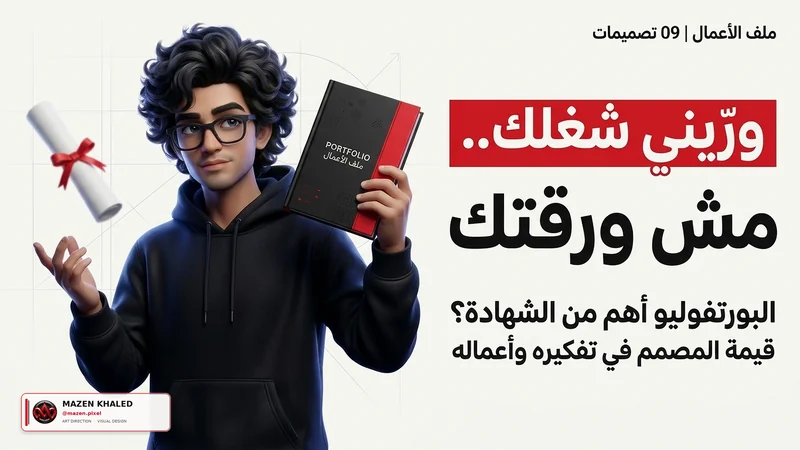 ملف الأعمال | 09 تصميمات
ورّيني شغلك..
مش ورقتك
البورتفوليو أهم من الشهادة؟
قيمة المصمم في تفكيره وأعماله
PORTFOLIO
ملف الأعمال
MAZEN KHALED
@mazen.pixel
ART DIRECTION · VISUAL DESIGN